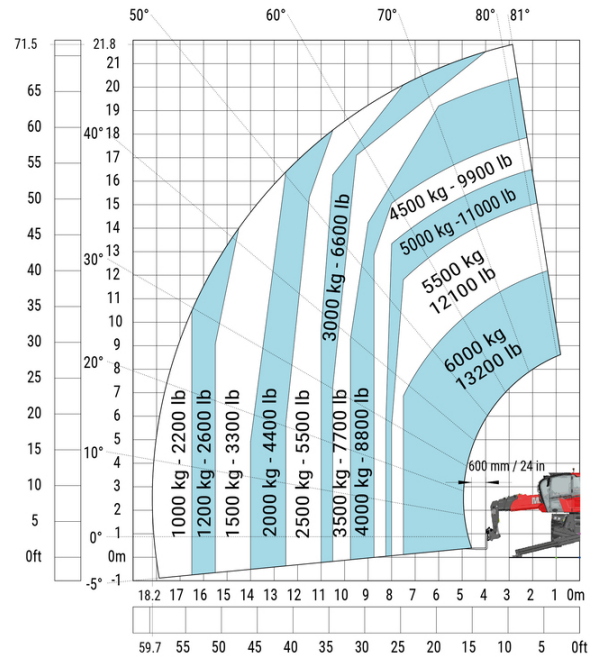 50°
60°
70°
80° 81°
71.5
21.8
21
65
20
19
60
40° 18
17
55
16
50
15
14
45
30° 13
12
40
11
35
10
9
30
20° 8
25
7
20
6
5
15
10° 4
10
3
2
5
0° 1
0ft
0m
-5° -1
1000 kg - 2200 lb
1200 kg - 2600 lb
1500 kg - 3300 lb
2000 kg - 4400 lb
2500 kg - 5500 lb
3000 kg - 6600 lb
3500 kg - 7700 lb
4000 kg - 8800 lb
4500 kg - 9900 lb
5000 kg -11000 lb
5500 kg
12100 lb
6000 kg
13200 lb
600 mm / 24 in
18.2 17 16 15 14 13 12 11 10 9 8 7 6 5 4 3 2 1 0m
59.7 55 50 45 40 35 30 25 20 15 10 5 0ft